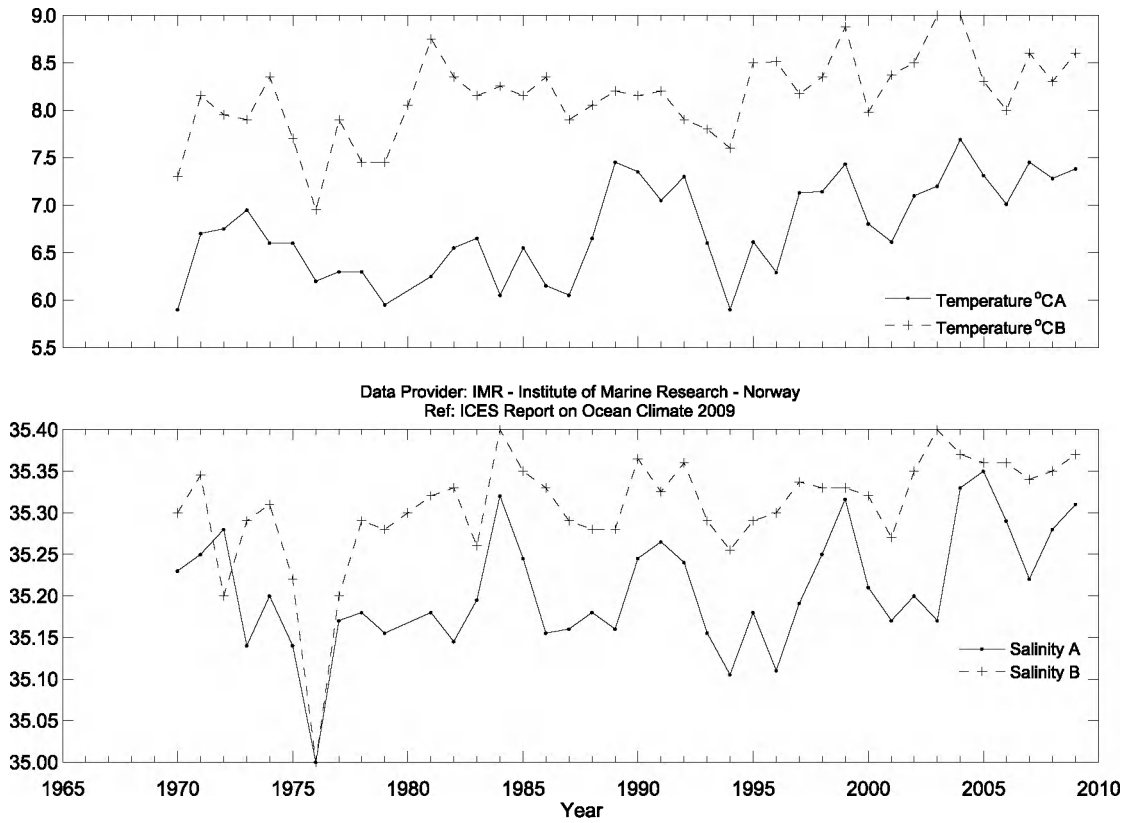 9.0
8.5
8.0
7.5
7.0
6.5
6.0
5.5
Temperature °CA
Temperature °CB
Data Provider: IMR - Institute of Marine Research - Norway
Ref: ICES Report on Ocean Climate 2009
35.40
35.35
35.30
35.25
35.20
35.15
35.10
35.05
35.00
Salinity A
Salinity B
1965 1970 1975 1980 1985 1990 1995 2000 2005 2010
Year